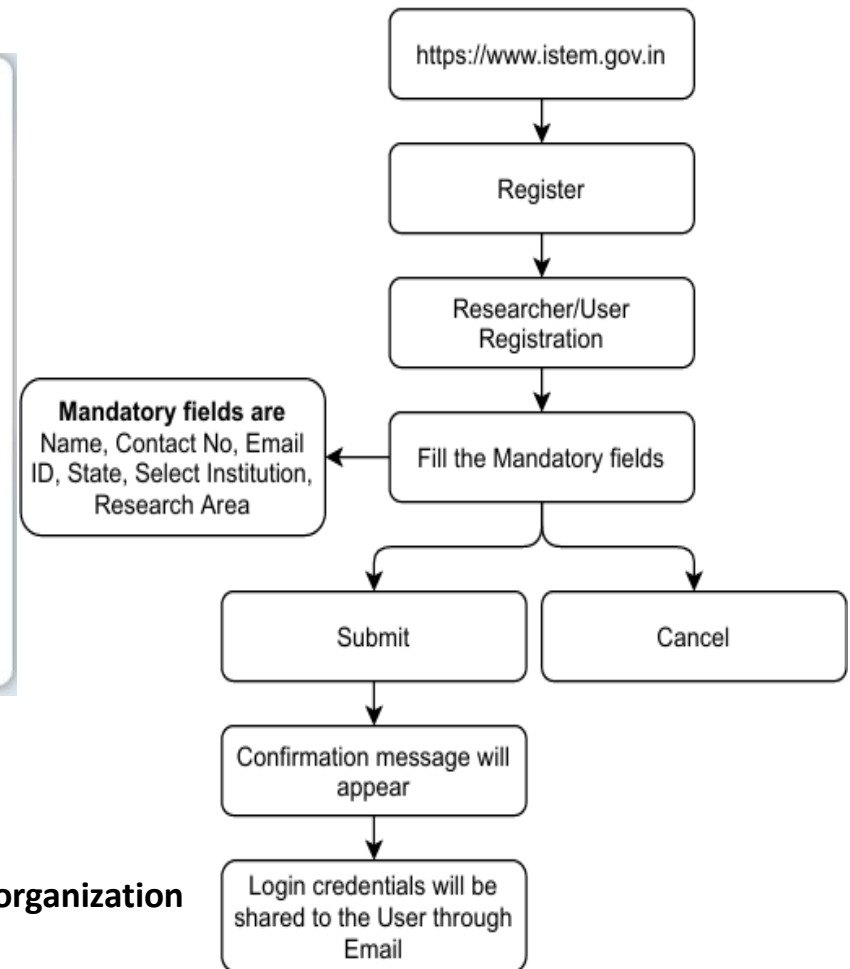 https://www.istem.gov.in
Register
Researcher/User
Registration
Mandatory fields are
Name, Contact No, Email
ID, State, Select Institution,
Research Area
Fill the Mandatory fields
Submit
Cancel
Confirmation message will
appear
Login credentials will be
shared to the User through
Email
organization